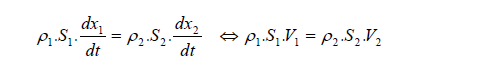 ρ₁.S₁.dx₁/dt = ρ₂.S₂.dx₂/dt ⇔ ρ₁.S₁.V₁ = ρ₂.S₂.V₂